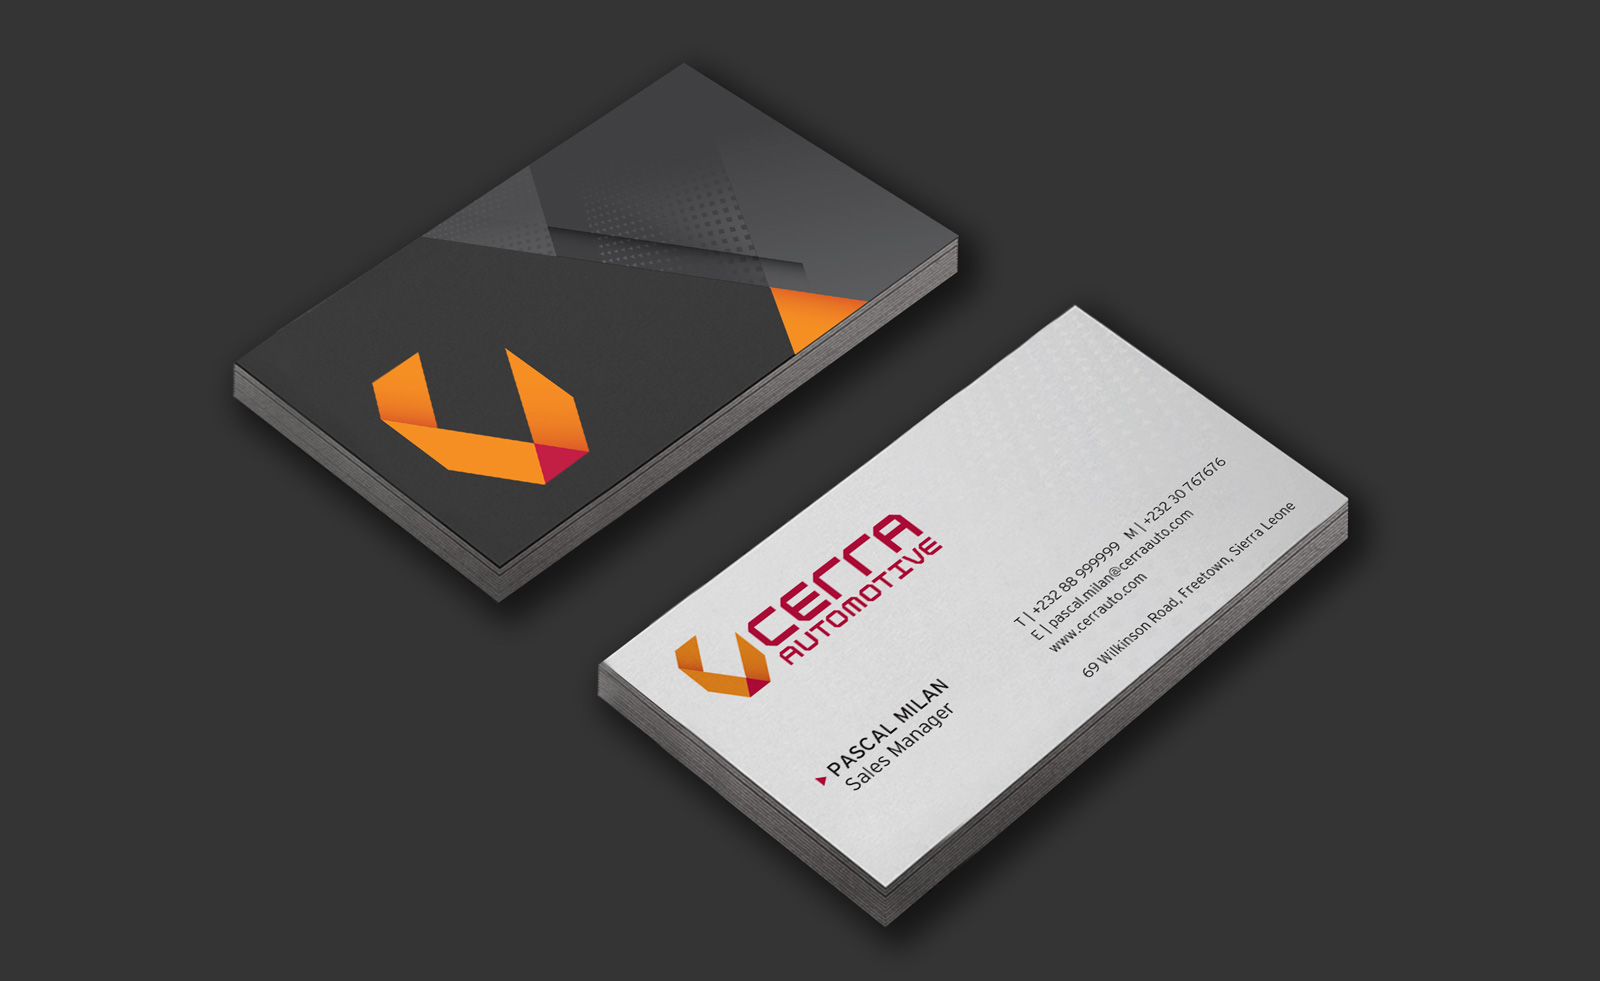 CERRA
AUTOMOTIVE
PASCAL MILAN
Sales Manager
T | +232 88 999999 M | +232 30 767676
E | pascal.milan@cerraauto.com
www.cerrauto.com
69 Wilkinson Road, Freetown, Sierra Leone